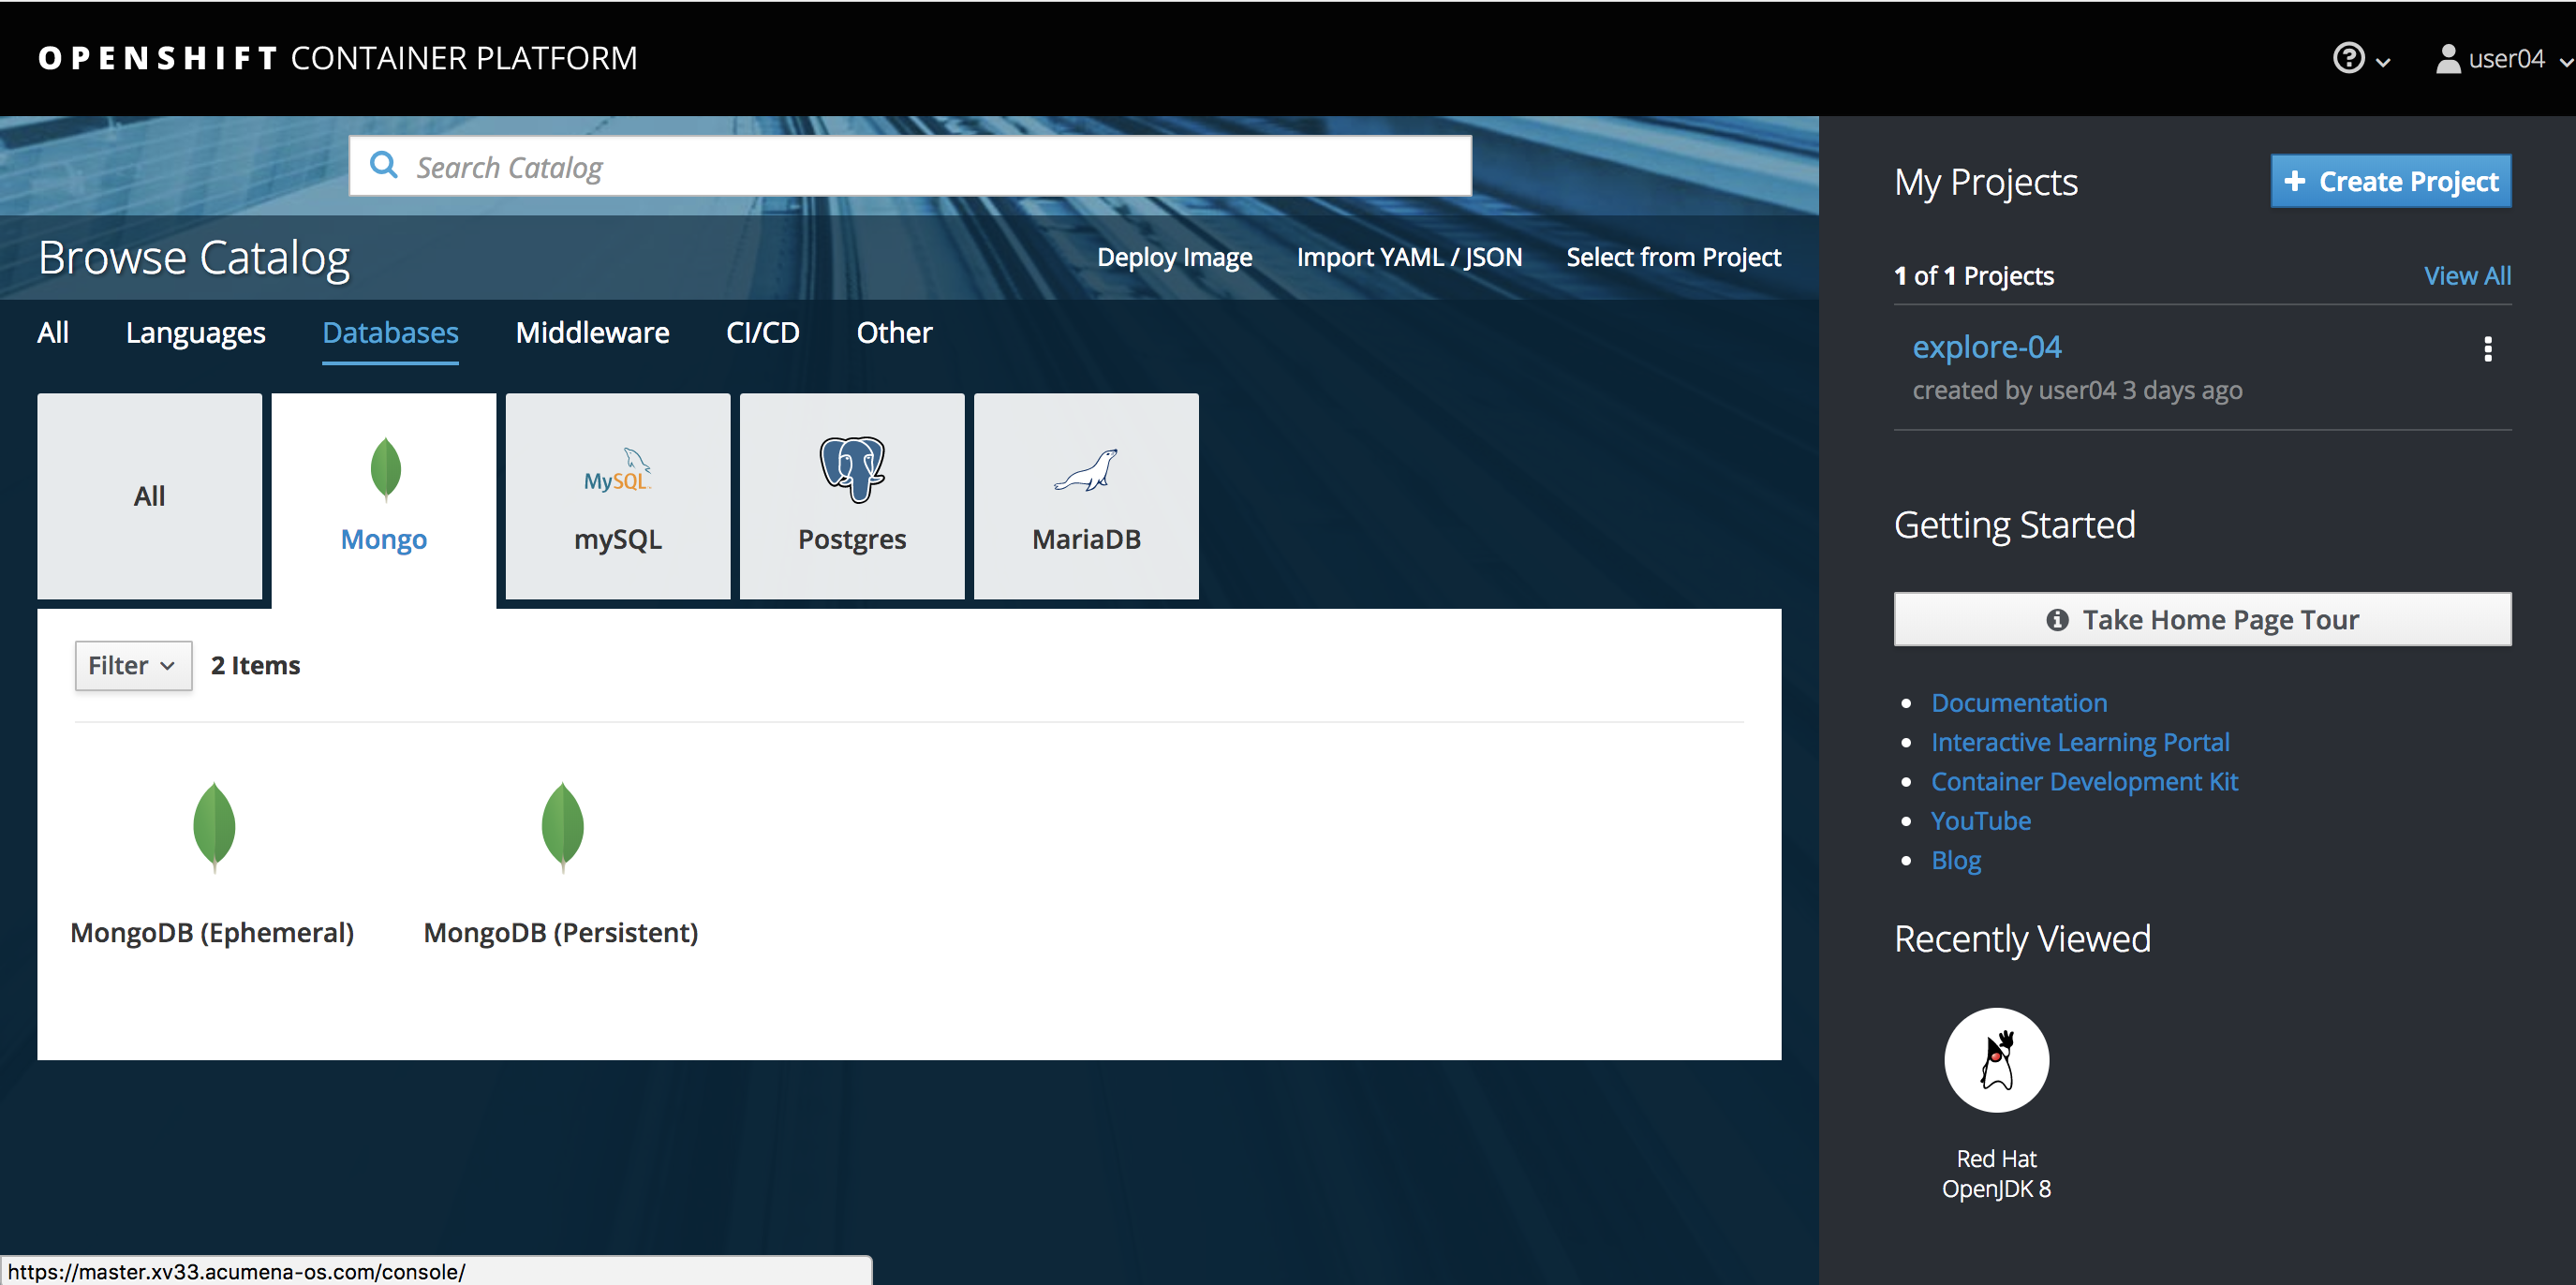 OPENSHIFT CONTAINER PLATFORM
user04
Search Catalog
Browse Catalog
Deploy Image
Import YAML / JSON
Select from Project
All
Languages
Databases
Middleware
CI/CD
Other
All
Mongo
MySQL
mySQL
Postgres
MariaDB
Filter
2 Items
MongoDB (Ephemeral)
MongoDB (Persistent)
My Projects
+ Create Project
1 of 1 Projects
View All
explore-04
created by user04 3 days ago
Getting Started
Take Home Page Tour
Documentation
Interactive Learning Portal
Container Development Kit
YouTube
Blog
Recently Viewed
Red Hat
OpenJDK 8
https://master.xv33.acumena-os.com/console/